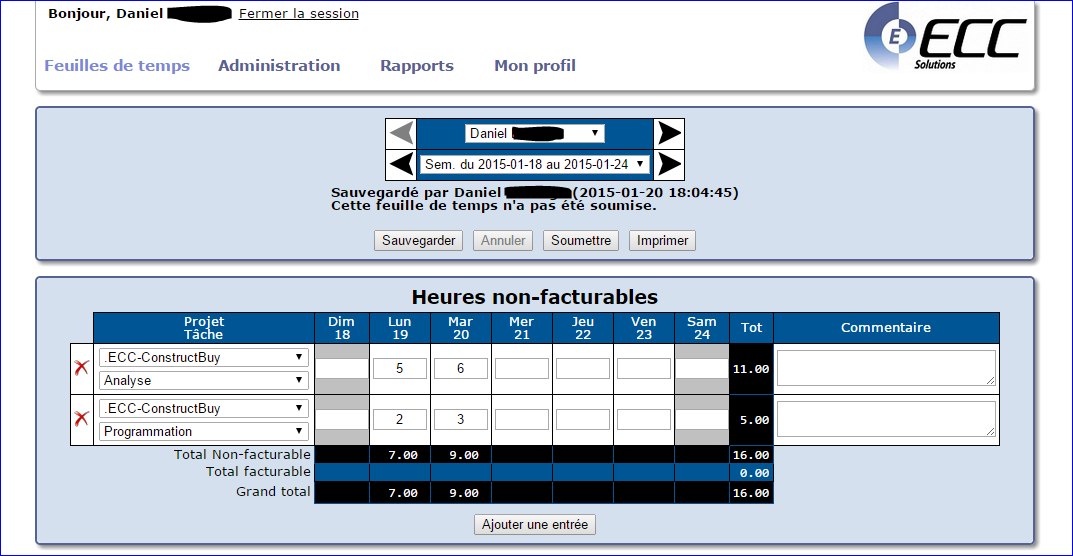 Bonjour, Daniel Fermer la session
E ECC
Solutions
Feuilles de temps Administration Rapports Mon profil
Daniel
Sem. du 2015-01-18 au 2015-01-24
Sauvegardé par Daniel (2015-01-20 18:04:45)
Cette feuille de temps n'a pas été soumise.
Sauvegarder Annuler Soumettre Imprimer
Heures non-facturables
Projet Dim Lun Mar Mer Jeu Ven Sam Tot Commentaire
Tâche 18 19 20 21 22 23 24
.ECC-ConstructBuy
5 6 11.00
Analyse
.ECC-ConstructBuy
2 3 5.00
Programmation
Total Non-facturable 7.00 9.00 16.00
Total facturable 0.00
Grand total 7.00 9.00 16.00
Ajouter une entrée